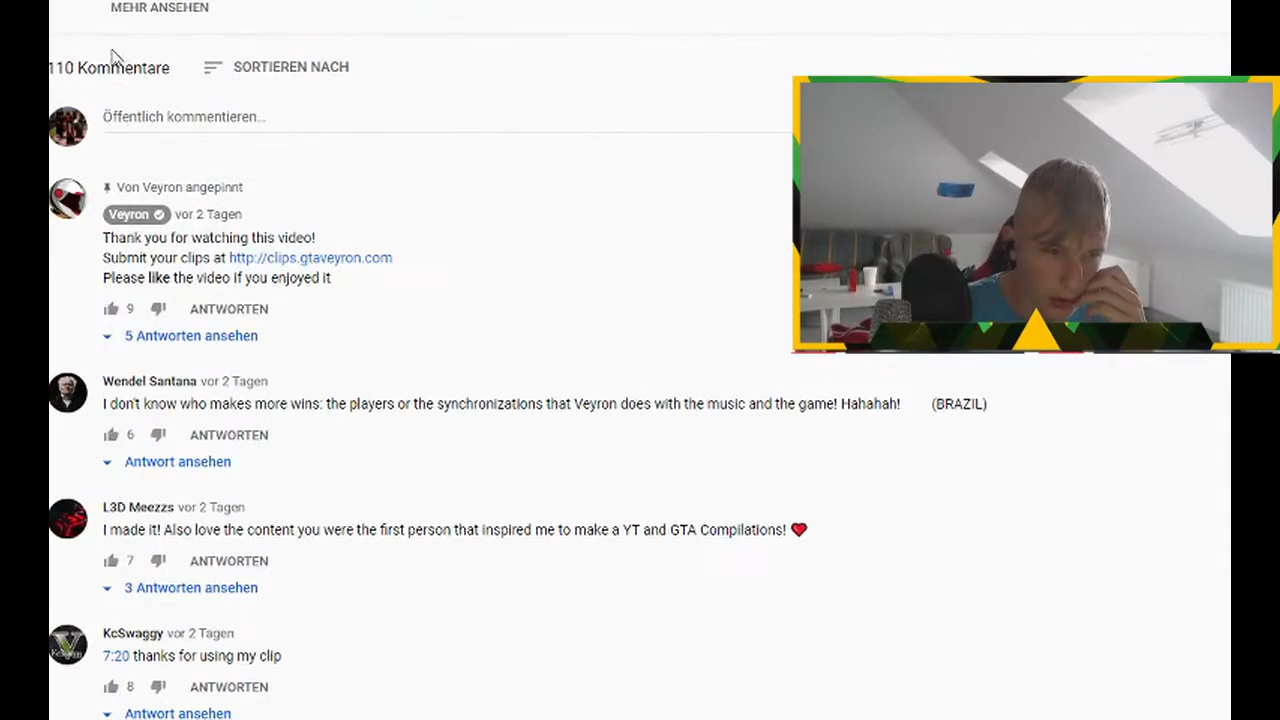 MEHR ANSEHEN
110 Kommentare
SORTIEREN NACH
Öffentlich kommentieren...
Von Veyron angepinnt
Veyron vor 2 Tagen
Thank you for watching this video!
Submit your clips at http://clips.gtaveyron.com
Please like the video if you enjoyed it
9 ANTWORTEN
5 Antworten ansehen
Wendel Santana vor 2 Tagen
I don't know who makes more wins: the players or the synchronizations that Veyron does with the music and the game! Hahahah! (BRAZIL)
6 ANTWORTEN
Antwort ansehen
L3D Meezzs vor 2 Tagen
I made it! Also love the content you were the first person that inspired me to make a YT and GTA Compilations! ❤
7 ANTWORTEN
3 Antworten ansehen
KcSwaggy vor 2 Tagen
7:20 thanks for using my clip
8 ANTWORTEN
Antwort ansehen